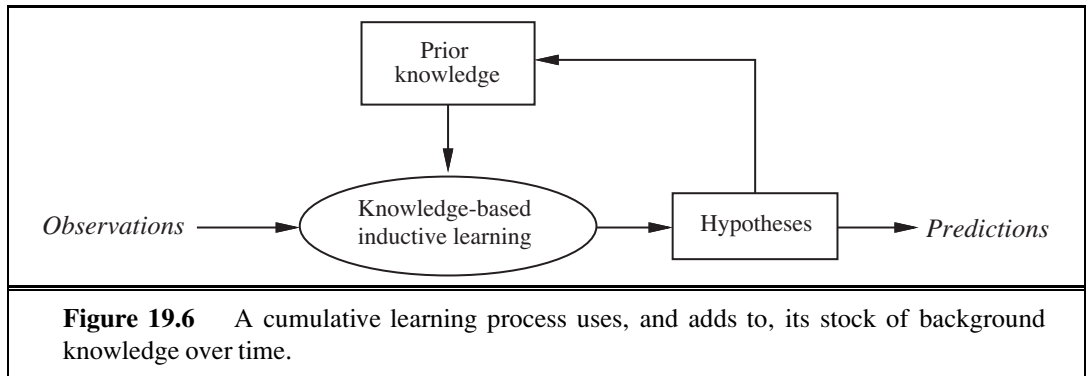 Prior
knowledge
Observations
Knowledge-based
inductive learning
Hypotheses
Predictions
Figure 19.6 A cumulative learning process uses, and adds to, its stock of background
knowledge over time.